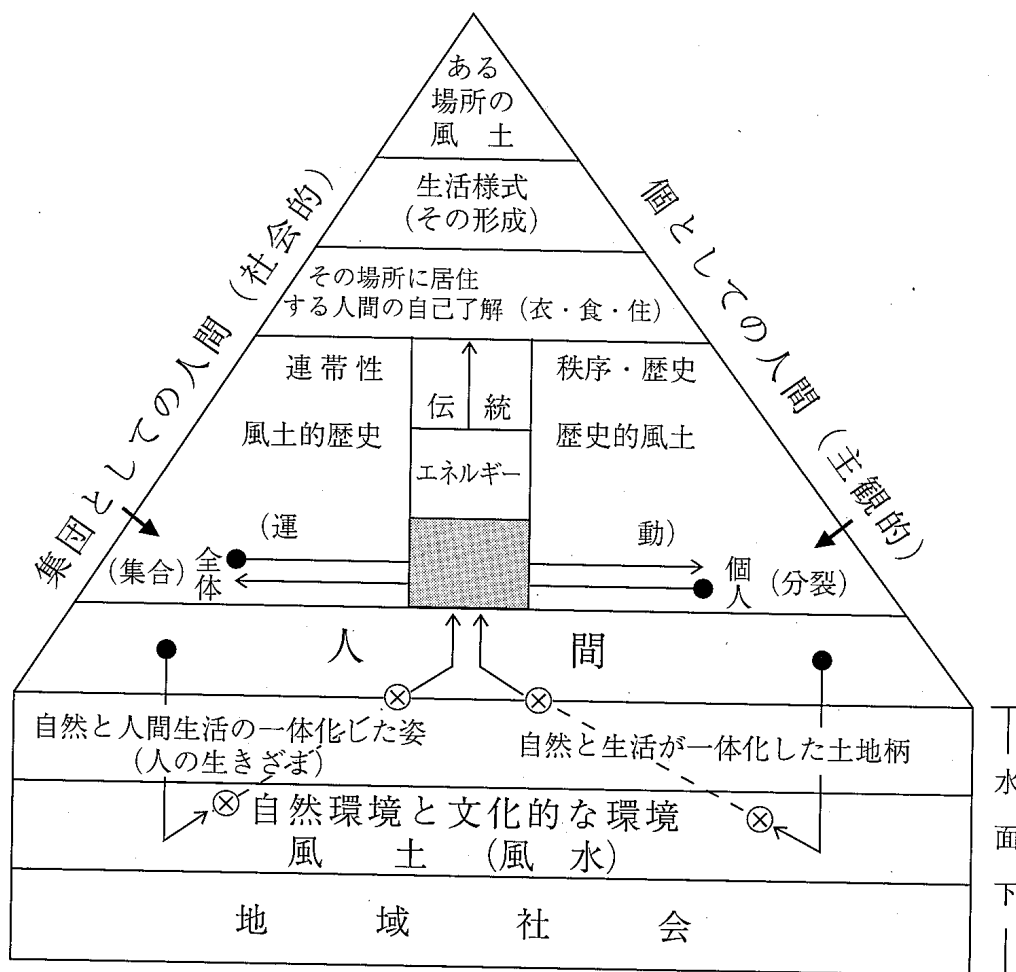 ある
場所の
風土
生活様式
(その形成)
その場所に居住
する人間の自己了解(衣・食・住)
集団としての人間(社会的)
個としての人間(主観的)
連帯性
秩序・歴史
伝統
風土的歴史
歴史的風土
エネルギー
(運
動)
(集合)
全体
個人
(分裂)
人間
自然と人間生活の一体化した姿
(人の生きざま)
自然と生活が一体化した土地柄
自然環境と文化的な環境
風土(風水)
地域社会
水面下